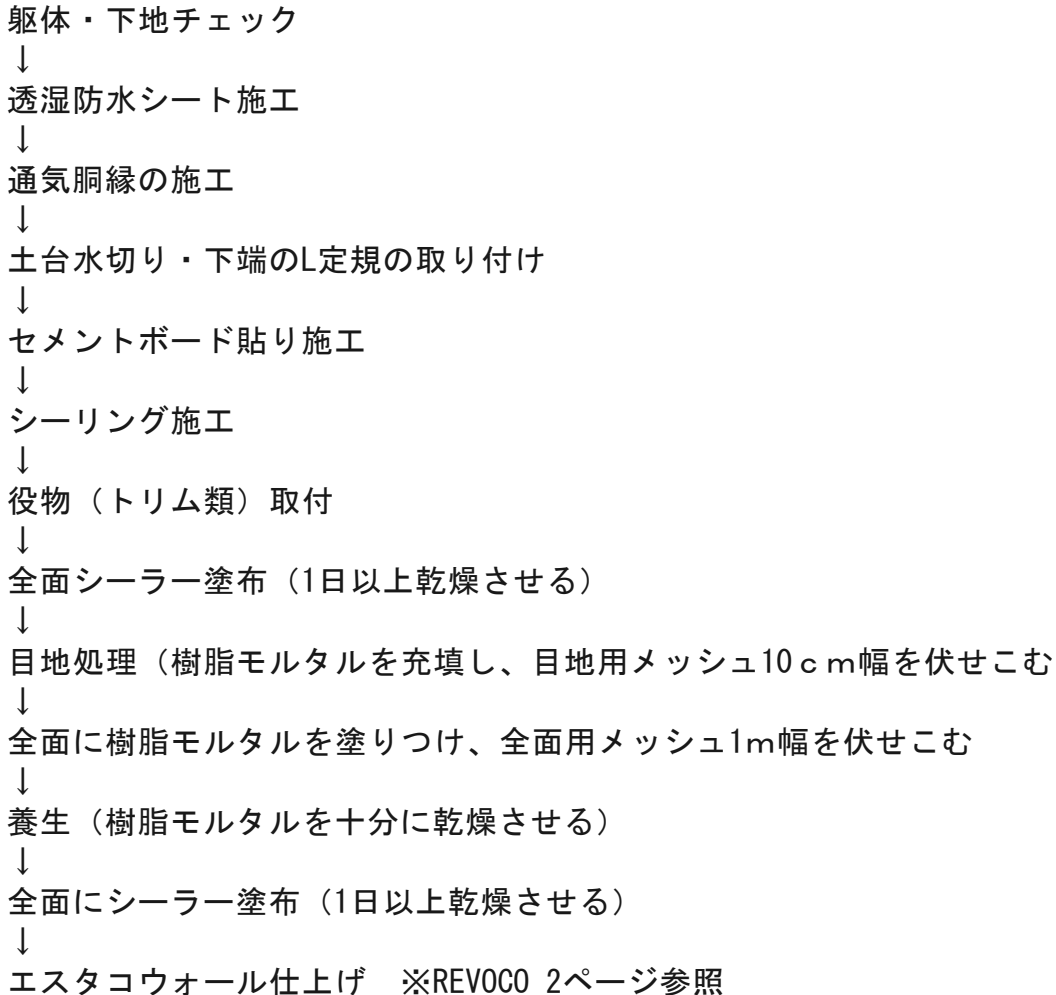 躯体・下地チェック
↓
透湿防水シート施工
↓
通気胴縁の施工
↓
土台水切り・下端のL定規の取り付け
↓
セメントボード貼り施工
↓
シーリング施工
↓
役物（トリム類）取付
↓
全面シーラー塗布（1日以上乾燥させる）
↓
目地処理（樹脂モルタルを充填し、目地用メッシュ10ｃｍ幅を伏せこむ
↓
全面に樹脂モルタルを塗りつけ、全面用メッシュ1ｍ幅を伏せこむ
↓
養生（樹脂モルタルを十分に乾燥させる）
↓
全面にシーラー塗布（1日以上乾燥させる）
↓
エスタコウォール仕上げ　※REVOCO 2ページ参照